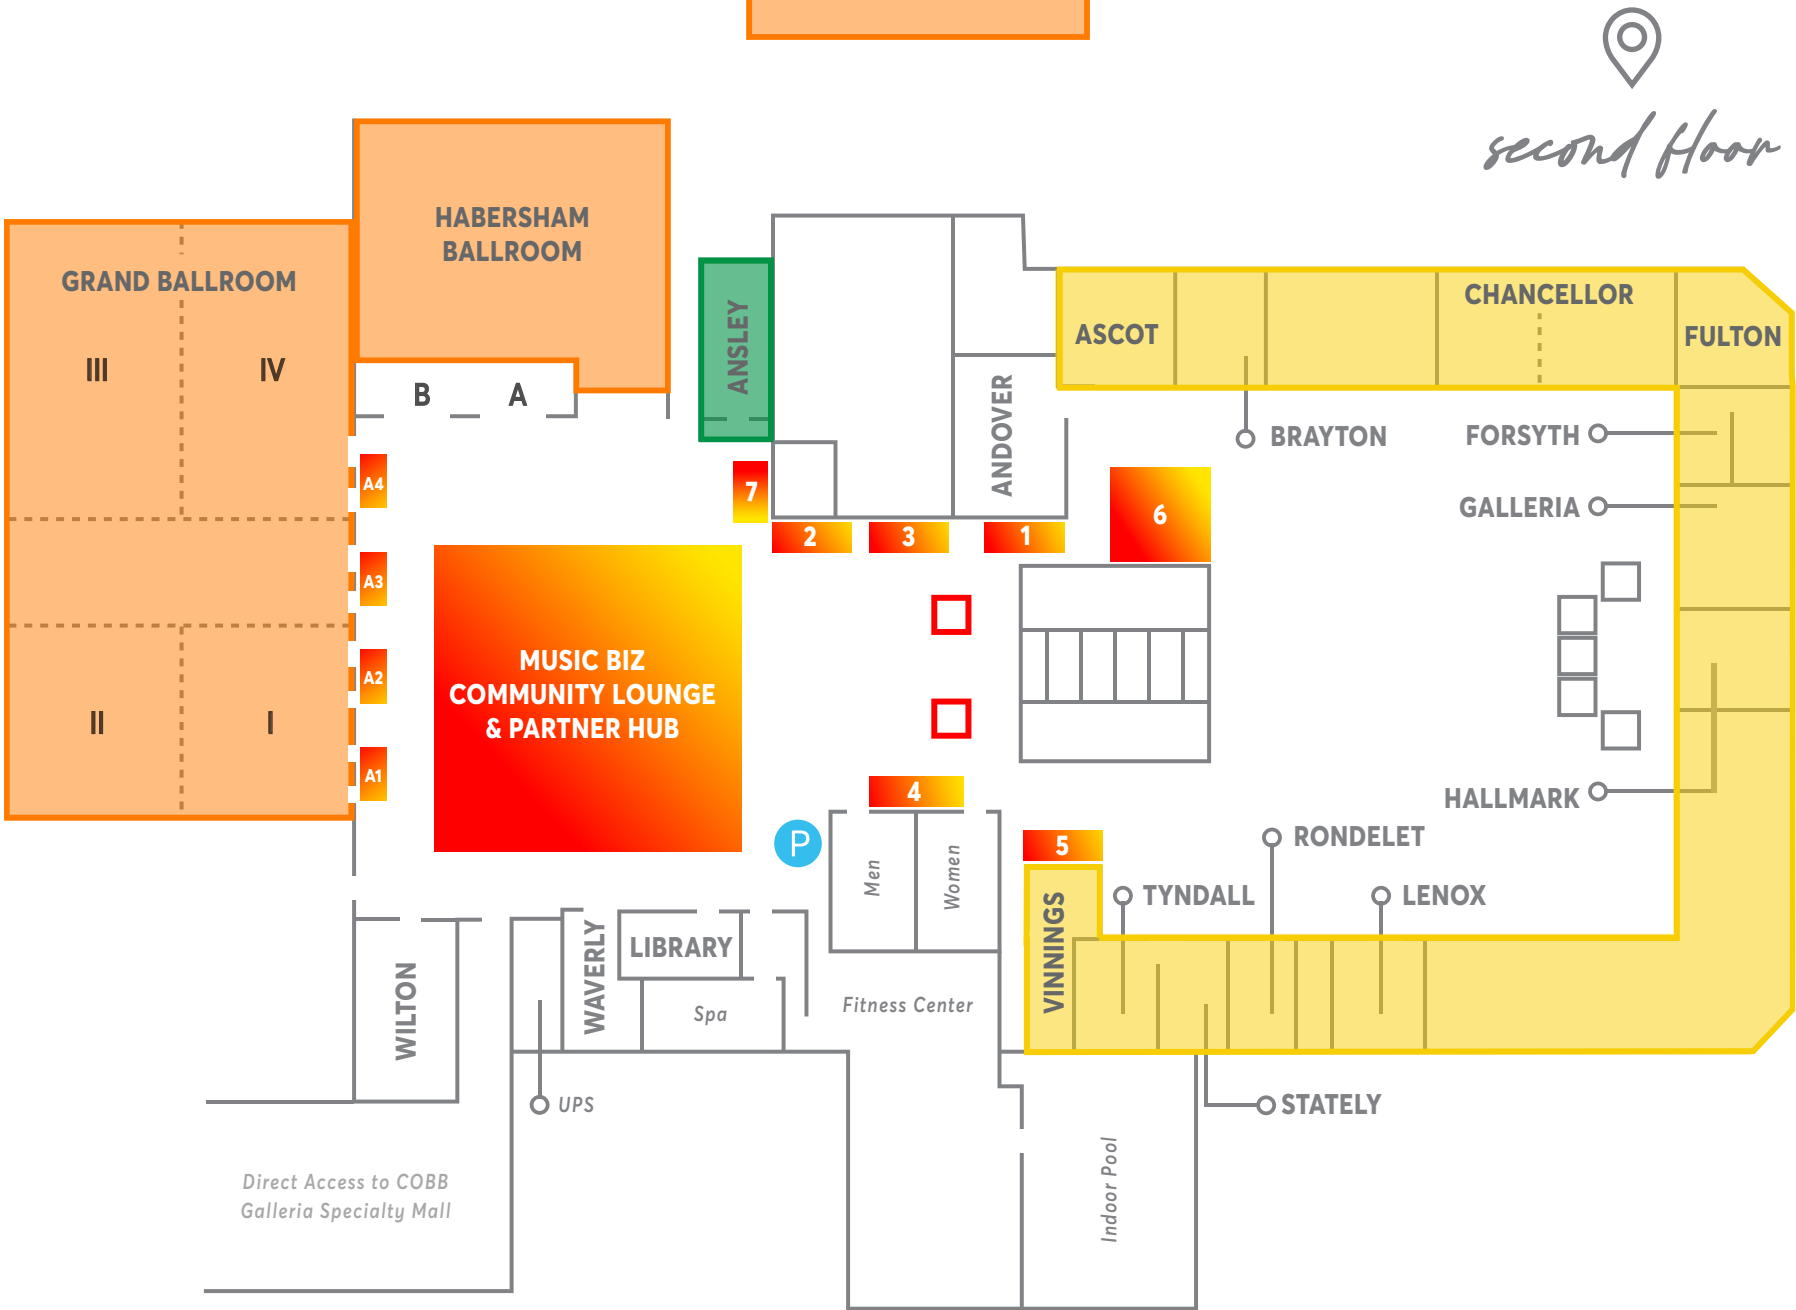 second floor
HABERSHAM
BALLROOM
GRAND BALLROOM
III
IV
B
A
ANSLEY
ANDOVER
ASCOT
CHANCELLOR
FULTON
BRAYTON
FORSYTH
GALLERIA
A4
A3
A2
A1
7
2
3
1
6
MUSIC BIZ
COMMUNITY LOUNGE
& PARTNER HUB
II
I
4
P
Men
Women
5
HALLMARK
RONDELET
TYNDALL
LENOX
VINNINGS
WILTON
WAVERLY
LIBRARY
Spa
Fitness Center
UPS
STATELY
Indoor Pool
Direct Access to COBB
Galleria Specialty Mall